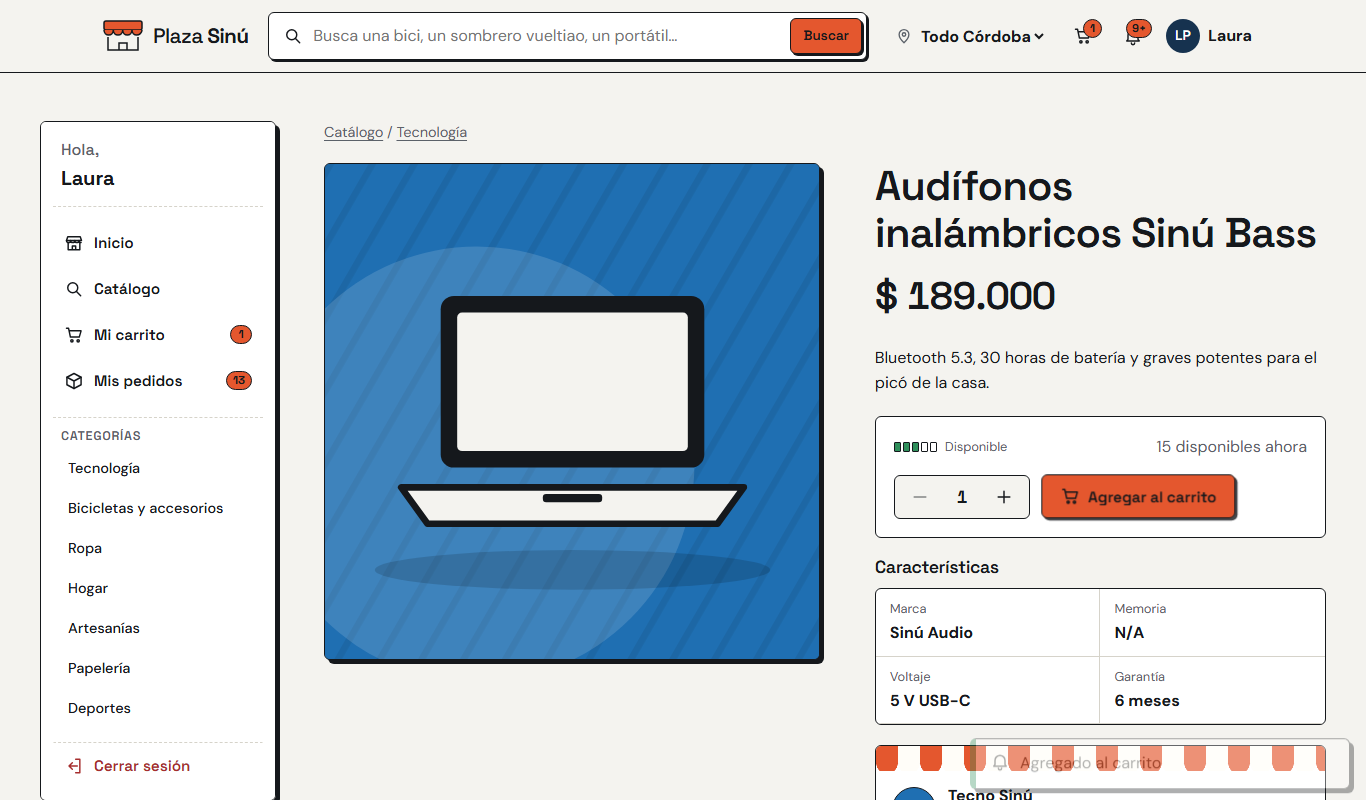 Plaza Sinú
Busca una bici, un sombrero vueltiao, un portátil...
Buscar
Todo Córdoba
1
9+
LP
Laura
Hola,
Laura
Inicio
Catálogo
Mi carrito
1
Mis pedidos
13
CATEGORÍAS
Tecnología
Bicicletas y accesorios
Ropa
Hogar
Artesanías
Papelería
Deportes
Cerrar sesión
Catálogo / Tecnología
Audífonos
inalámbricos Sinú Bass
$ 189.000
Bluetooth 5.3, 30 horas de batería y graves potentes para el
picó de la casa.
Disponible
15 disponibles ahora
1
Agregar al carrito
Características
Marca
Sinú Audio
Memoria
N/A
Voltaje
5 V USB-C
Garantía
6 meses
Agregado al carrito
Tecno Sinú